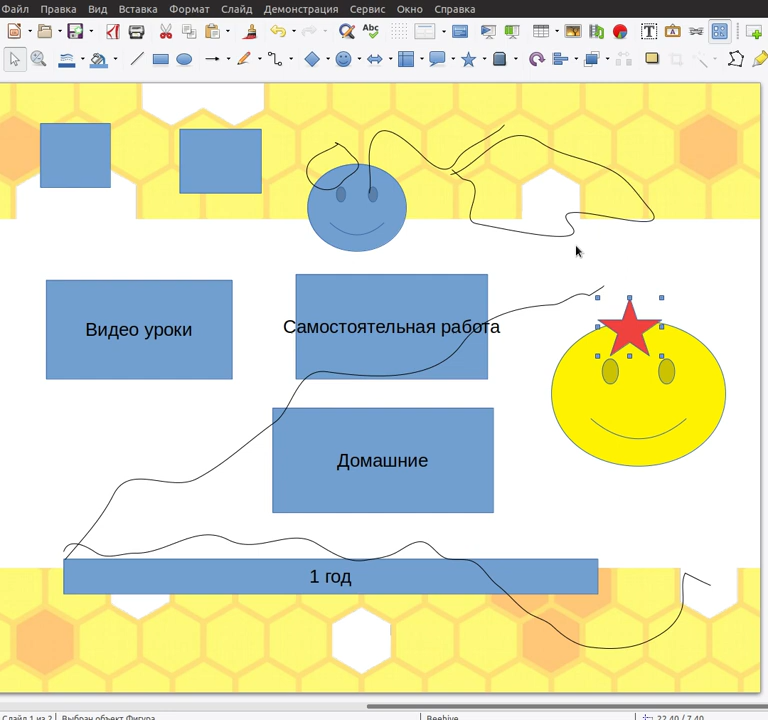 Файл Правка Вид Вставка Формат Слайд Демонстрация Сервис Окно Справка
Abc
T
A
Видео уроки
Самостоятельная работа
Домашние
1 год
Слайд 1 из 2 Выбран объект Фигура Beehive 22,40 / 7,40